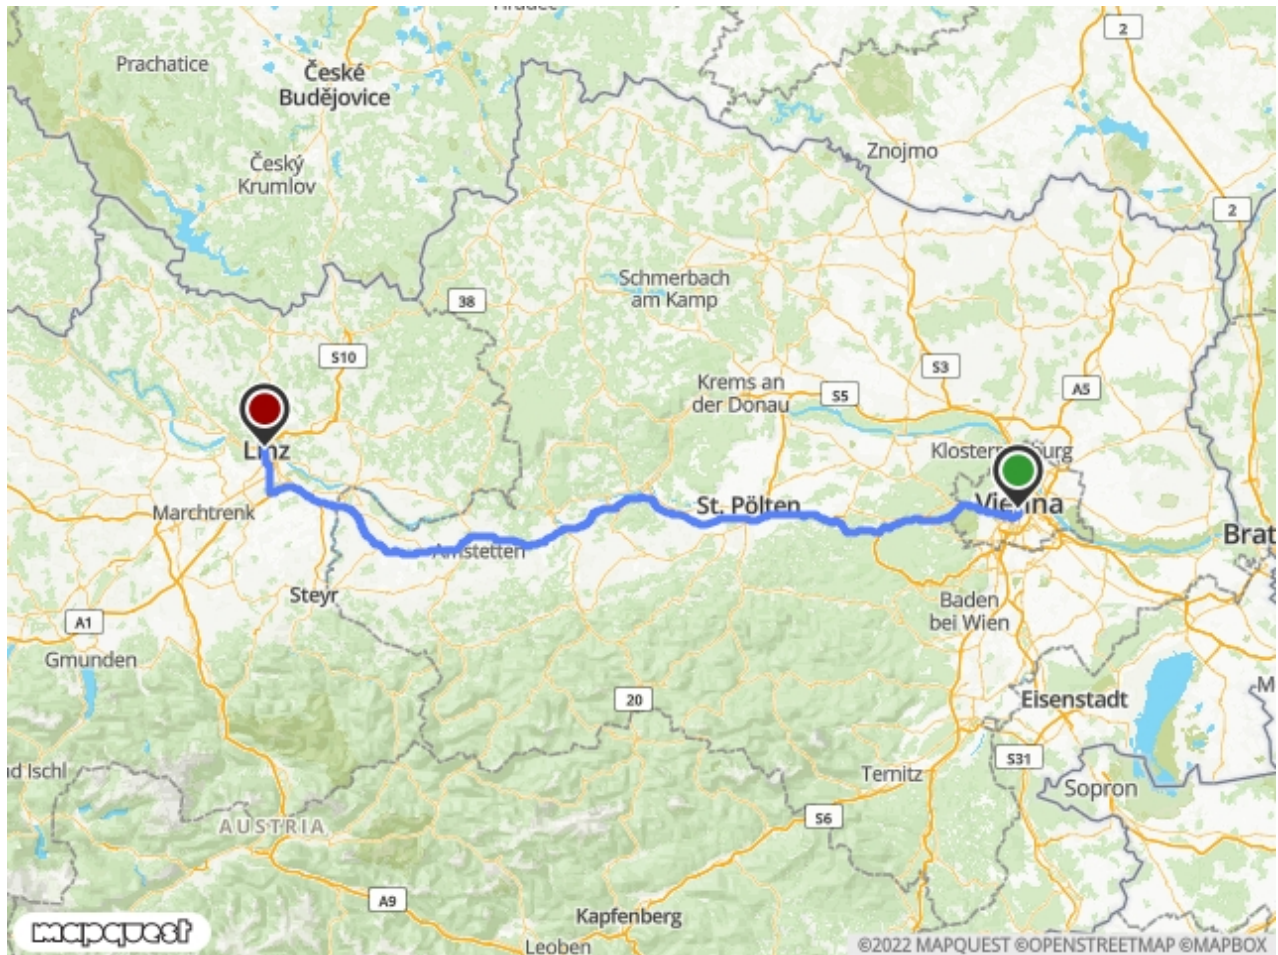 Prachatice
České
Budějovice
2
Český
Krumlov
Znojmo
2
Schmerbach
am Kamp
38
S10
S3
Krems an
der Donau
S5
A5
Klosterneuburg
Linz
Vienna
St. Pölten
Marchtrenk
Amstetten
Brat
Steyr
Baden
bei Wien
A1
Gmunden
20
Eisenstadt
M
d Ischl
Ternitz
S31
Sopron
AUSTRIA
S6
A9
Kapfenberg
Leoben
mapquest
©2022 MAPQUEST ©OPENSTREETMAP ©MAPBOX